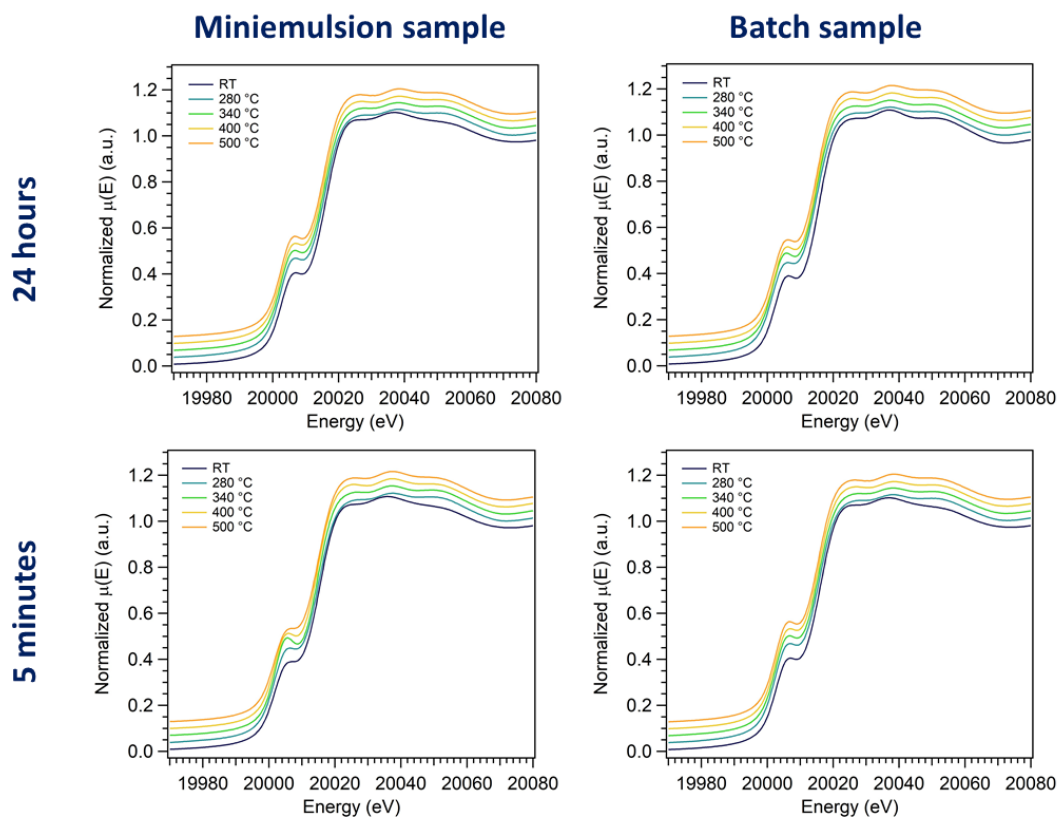 Miniemulsion sample
Batch sample
24 hours
5 minutes
Normalized μ(E) (a.u.)
1.2
1.0
0.8
0.6
0.4
0.2
0.0
RT
280 °C
340 °C
400 °C
500 °C
19980 20000 20020 20040 20060 20080
Energy (eV)
Normalized μ(E) (a.u.)
1.2
1.0
0.8
0.6
0.4
0.2
0.0
RT
280 °C
340 °C
400 °C
500 °C
19980 20000 20020 20040 20060 20080
Energy (eV)
Normalized μ(E) (a.u.)
1.2
1.0
0.8
0.6
0.4
0.2
0.0
RT
280 °C
340 °C
400 °C
500 °C
19980 20000 20020 20040 20060 20080
Energy (eV)
Normalized μ(E) (a.u.)
1.2
1.0
0.8
0.6
0.4
0.2
0.0
RT
280 °C
340 °C
400 °C
500 °C
19980 20000 20020 20040 20060 20080
Energy (eV)